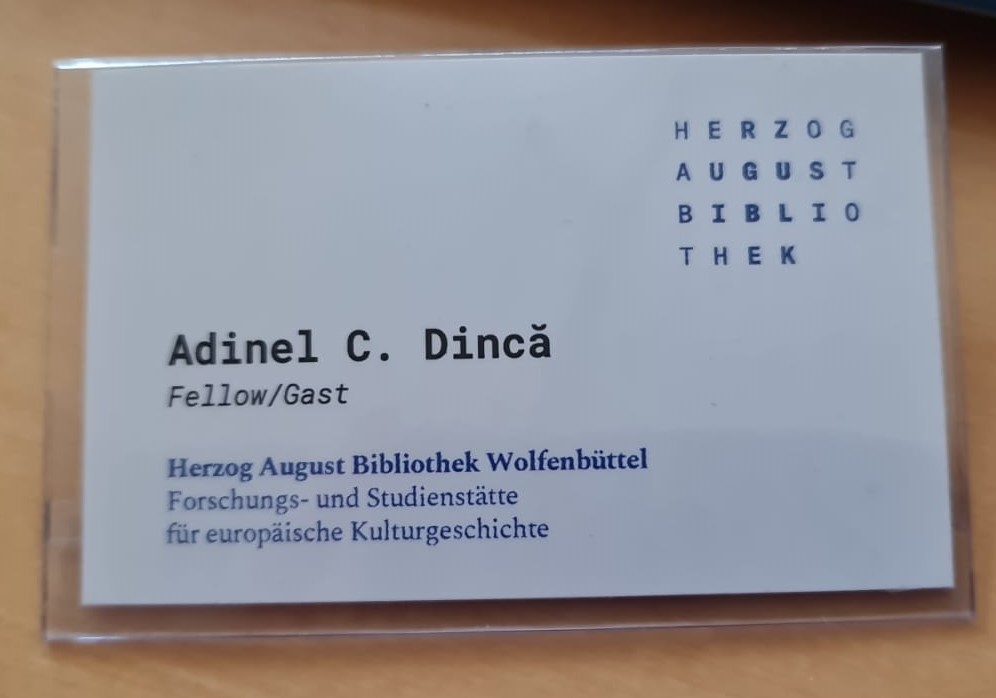 HERZOG
AUGUST
BIBLIO
THEK
Adinel C. Dincă
Fellow/Gast
Herzog August Bibliothek Wolfenbüttel
Forschungs- und Studienstätte
für europäische Kulturgeschichte